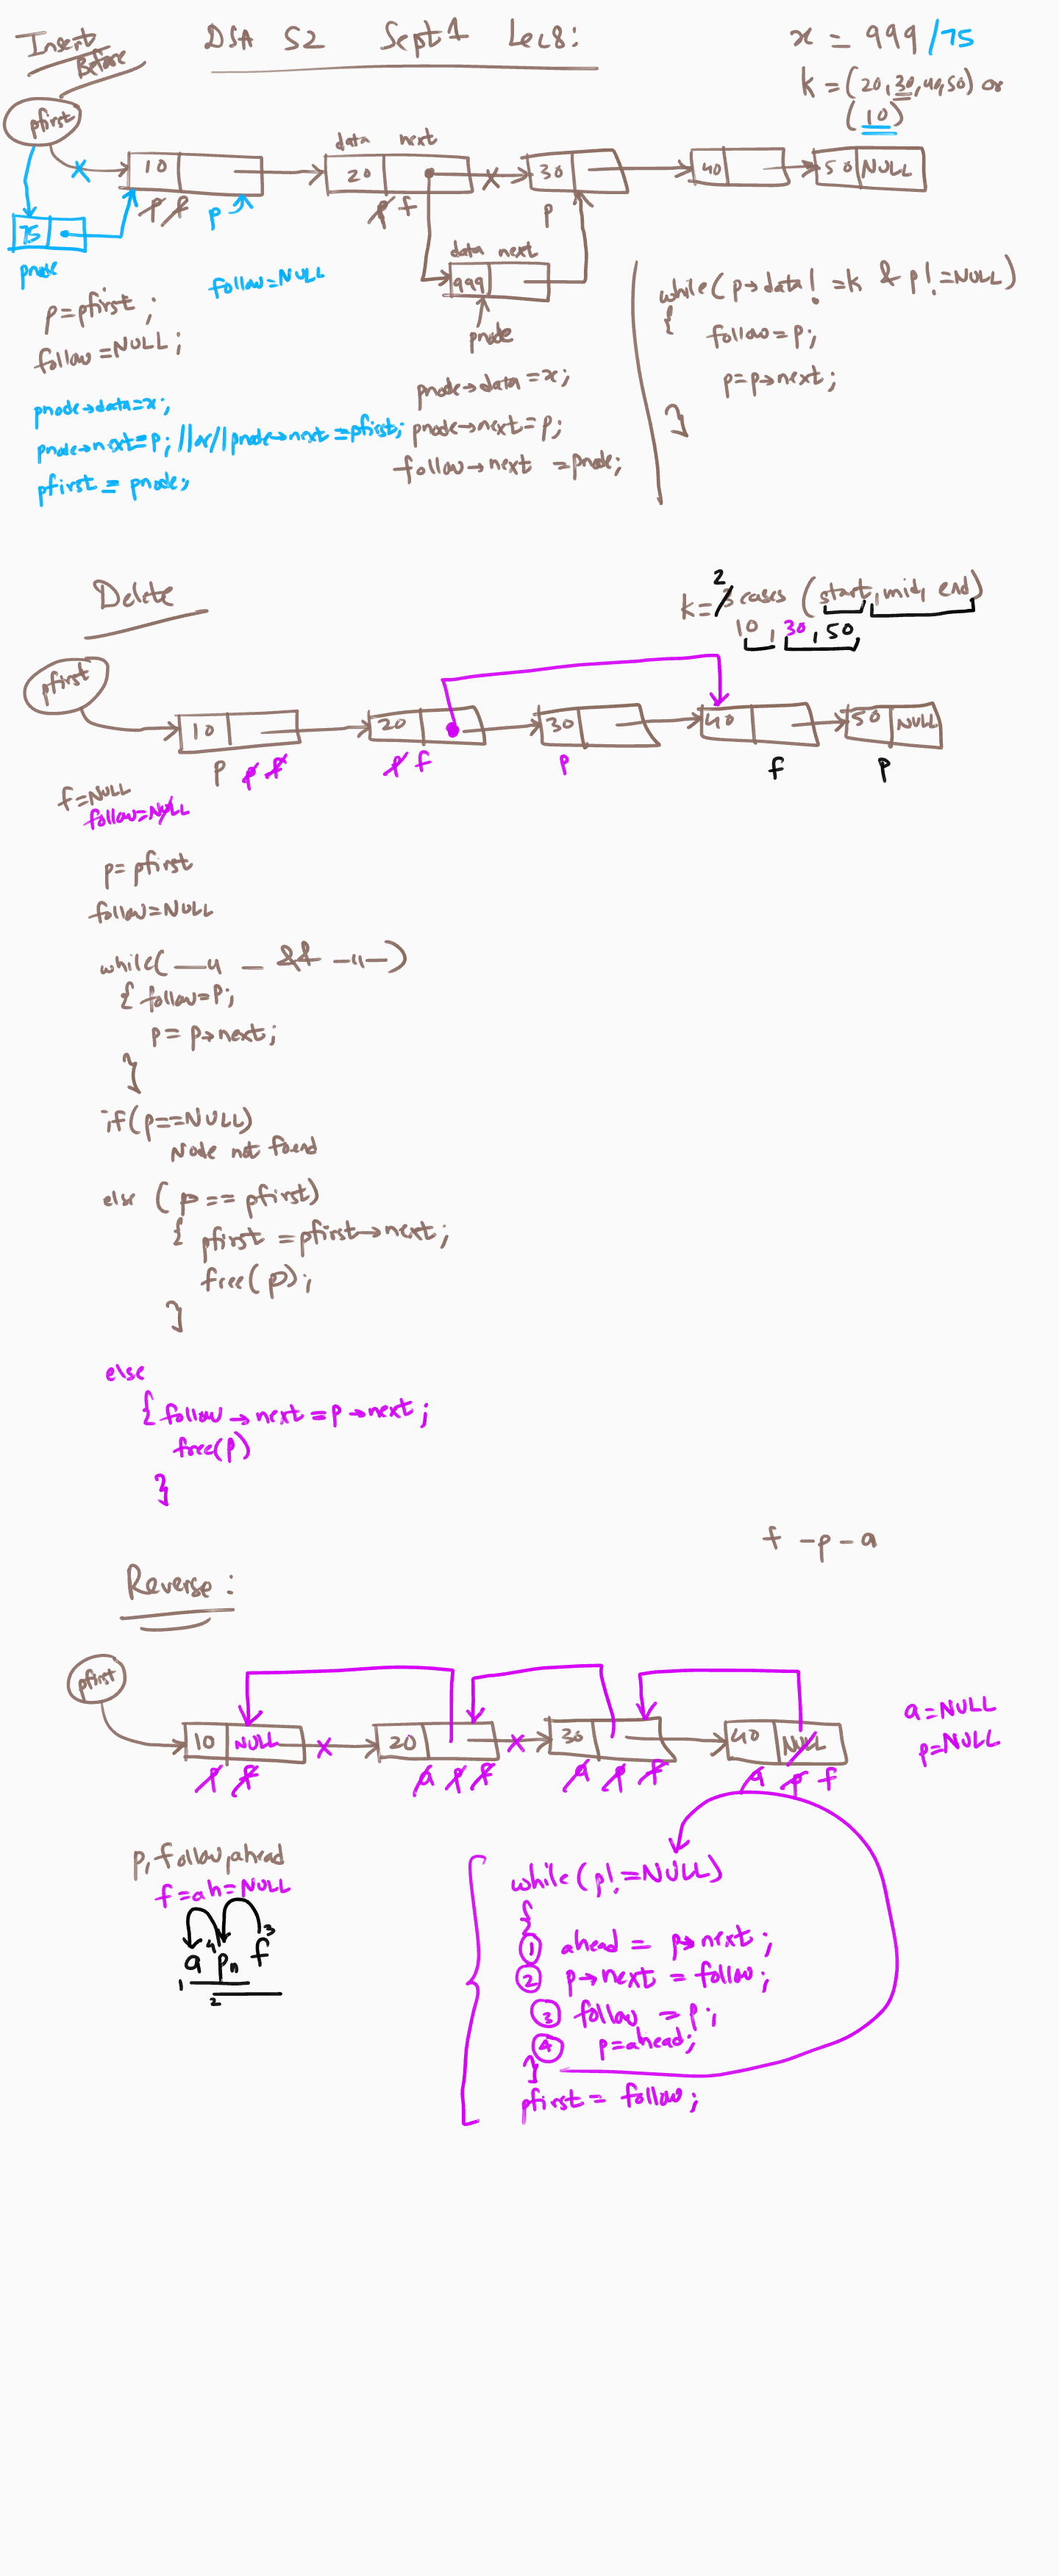 Insert Before
DSA S2 Sept 1 Lec 8:
x = 999 /75
k = (20, 30, 40, 50) or
(10)
pfirst
data next
10
20
30
40
50 NULL
p f
p
p f
p
75
pnode
follow=NULL
data next
999
pnode
p=pfirst;
follow=NULL;
pnode→data=x;
pnode→next=p; //or// pnode→next=pfirst;
pfirst = pnode;
pnode→data=x;
pnode→next=p;
follow→next =pnode;
while(p→data!=k & p!=NULL)
{
follow=p;
p=p→next;
}
Delete
k= 3 2 cases (start, mid, end)
10, 30, 50,
pfirst
10
20
30
40
50 NULL
p p f
p f
p
f
p
f=NULL
follow=NULL
p= pfirst
follow=NULL
while(—"— && —"—)
{ follow=p;
p= p→next;
}
if(p==NULL)
Node not found
else (p== pfirst)
{ pfirst =pfirst→next;
free(p);
}
else
{ follow→next=p→next;
free(p)
}
f -p-a
Reverse:
pfirst
10 NULL
20
30
40 NULL
p f
a p f
a p f
a p f
a=NULL
p=NULL
p, follow, ahead
f=ah=NULL
a p n f
1 2 3 4
while(p!=NULL)
{
① ahead = p→next;
② p→next = follow;
③ follow =p;
④ p=ahead;
}
pfirst= follow;